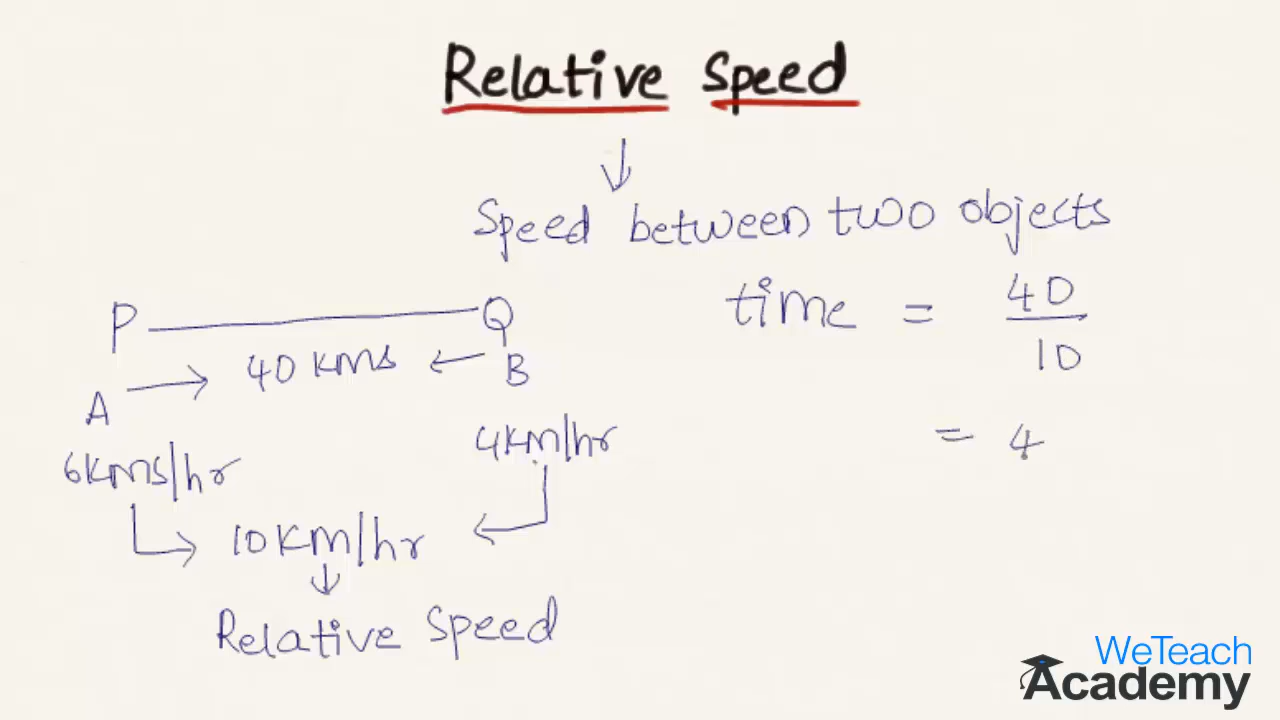 Relative Speed
Speed between two objects
P Q
40 kms
A B
6kms/hr
4km/hr
10km/hr
Relative Speed
time = 40
10
= 4
WeTeach
Academy